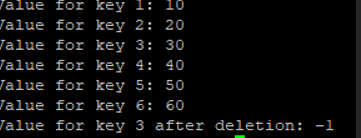 Value for key 1: 10
Value for key 2: 20
Value for key 3: 30
Value for key 4: 40
Value for key 5: 50
Value for key 6: 60
Value for key 3 after deletion: -1